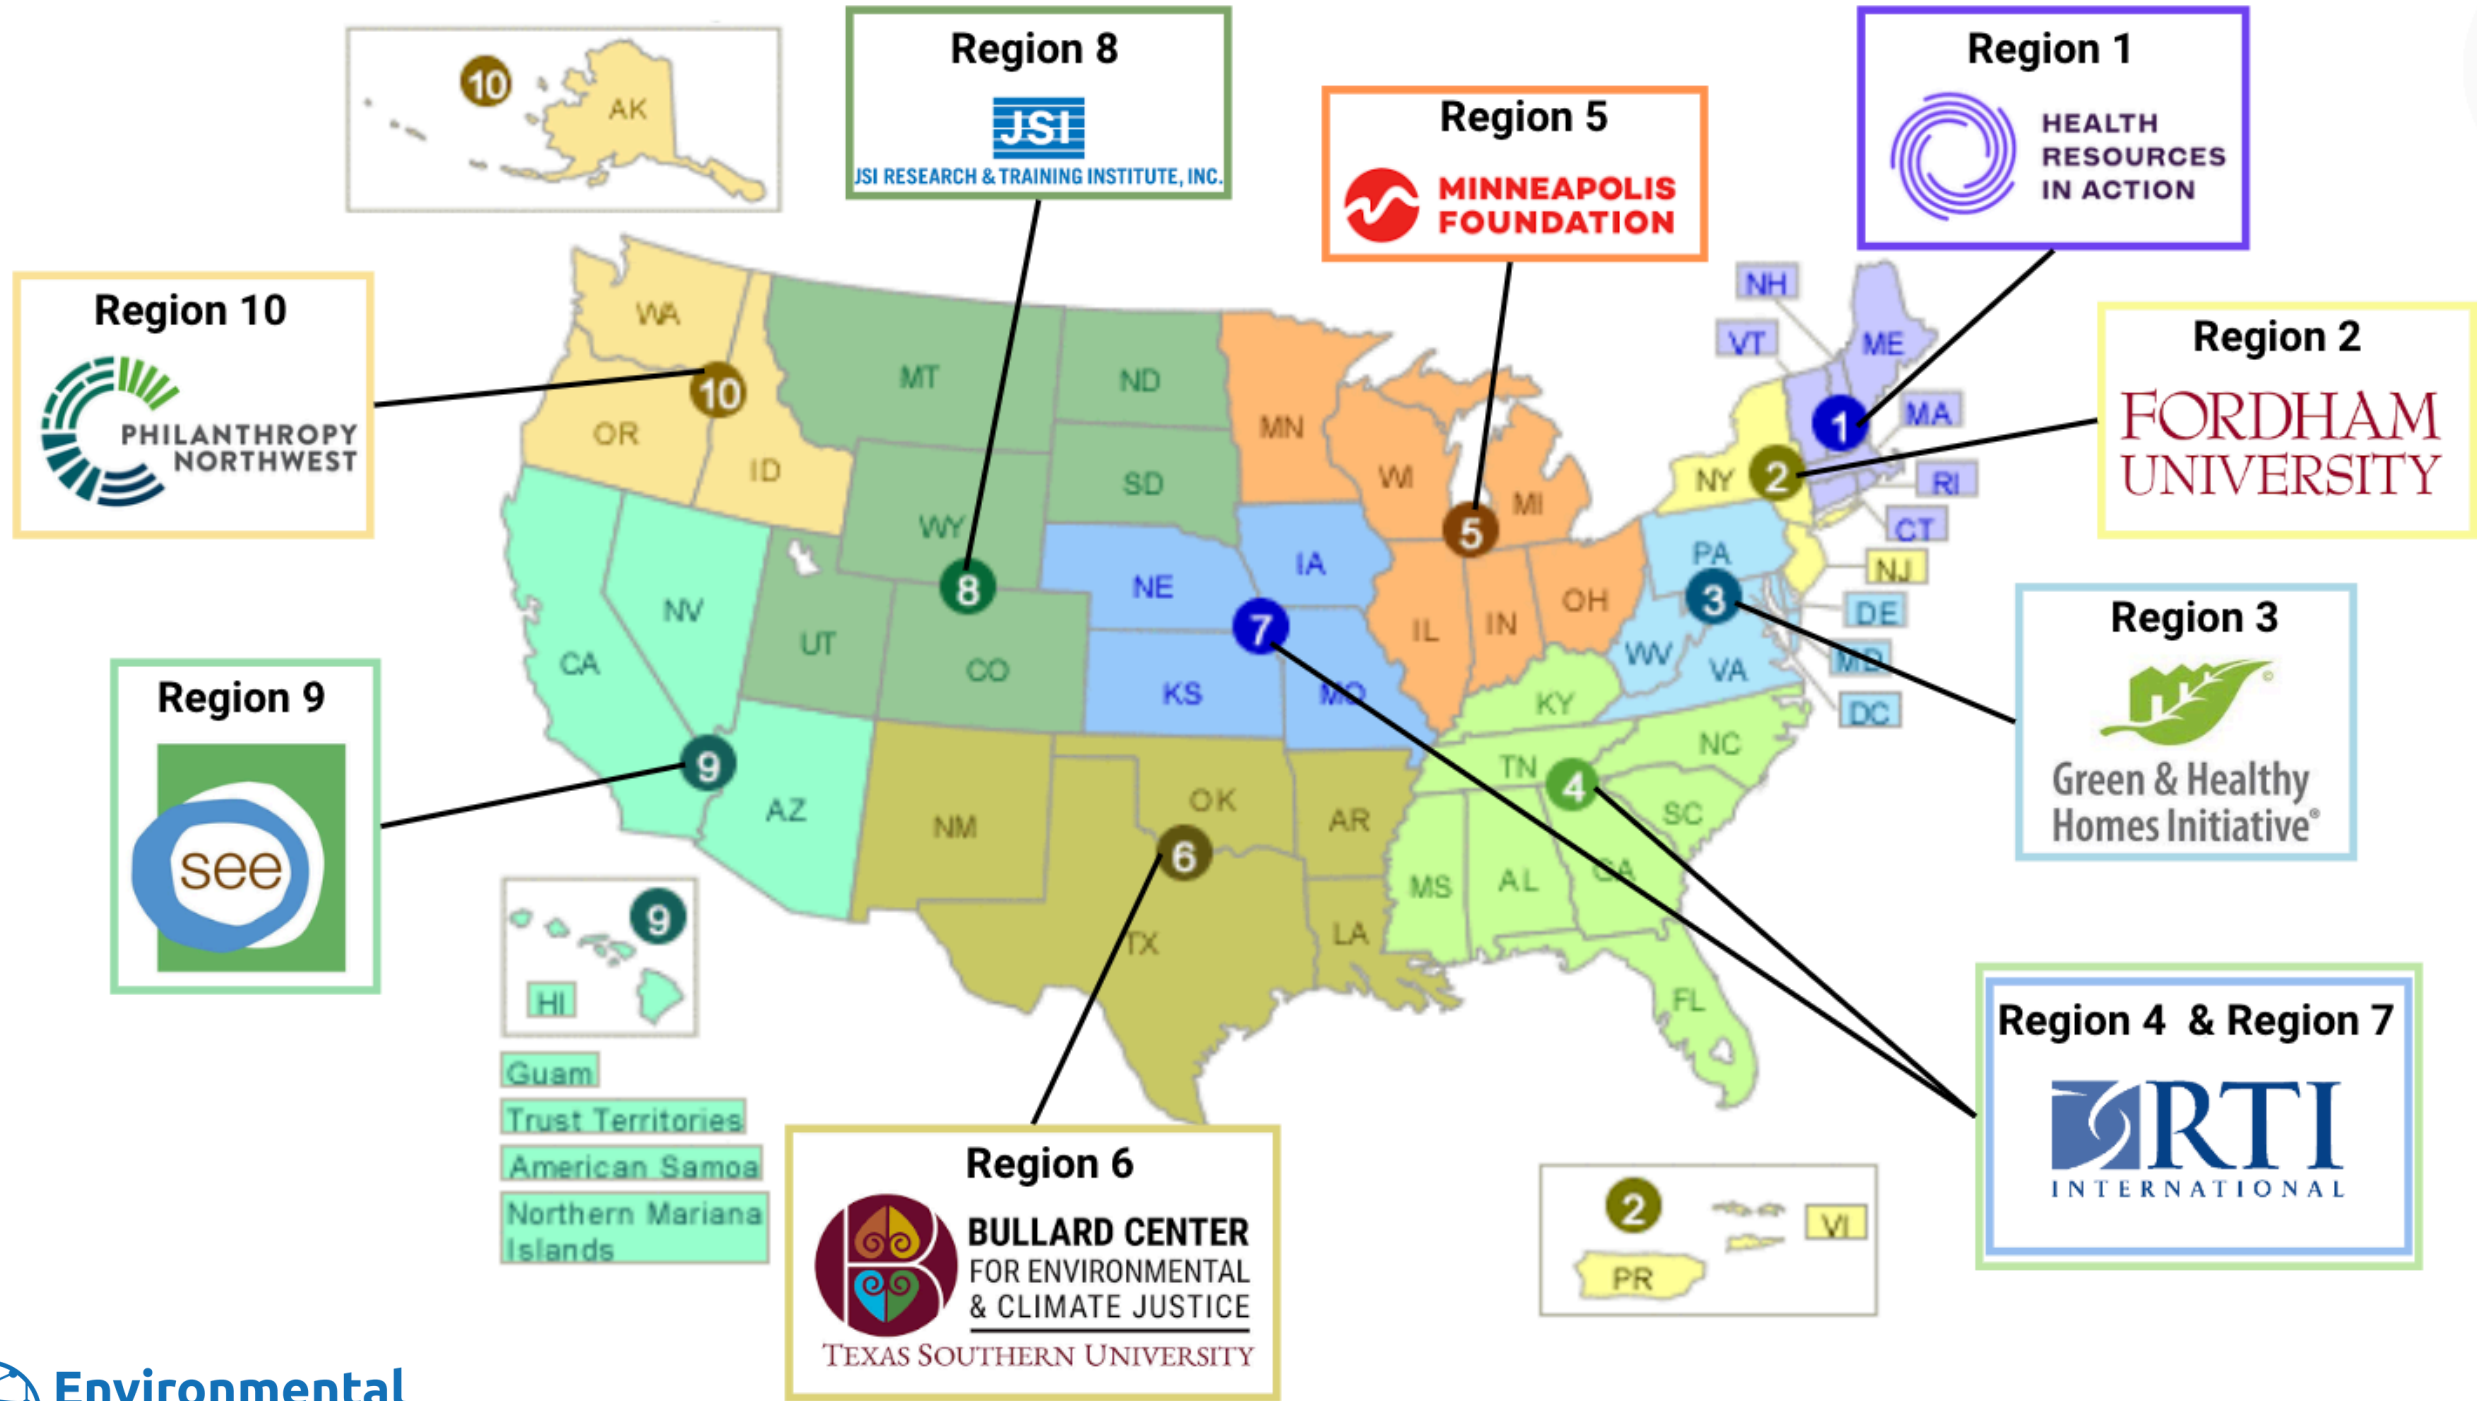 10
AK
Region 8
JSI
JSI RESEARCH & TRAINING INSTITUTE, INC.
Region 5
MINNEAPOLIS
FOUNDATION
Region 1
HEALTH
RESOURCES
IN ACTION
Region 10
PHILANTHROPY
NORTHWEST
Region 2
FORDHAM
UNIVERSITY
Region 3
Green & Healthy
Homes Initiative®
©
Region 9
see
Region 4 & Region 7
RTI
INTERNATIONAL
Region 6
BULLARD CENTER
FOR ENVIRONMENTAL
& CLIMATE JUSTICE
TEXAS SOUTHERN UNIVERSITY
WA
OR
ID
10
MT
ND
SD
WY
8
UT
CO
CA
NV
9
AZ
NM
OK
6
TX
AR
LA
NE
IA
7
KS
MO
MN
WI
MI
5
IL
IN
OH
KY
TN
4
NC
SC
MS
AL
GA
FL
PA
3
WV
VA
NY
2
1
NH
VT
ME
MA
RI
CT
NJ
DE
MD
DC
9
HI
Guam
Trust Territories
American Samoa
Northern Mariana
Islands
2
VI
PR
Environmental